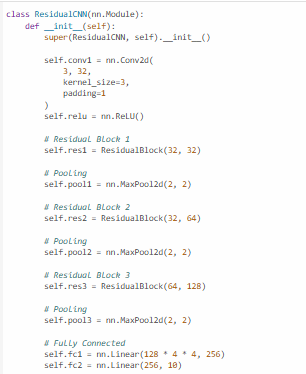 class ResidualCNN(nn.Module):
    def __init__(self):
        super(ResidualCNN, self).__init__()

        self.conv1 = nn.Conv2d(
            3, 32,
            kernel_size=3,
            padding=1
        )
        self.relu = nn.ReLU()

        # Residual Block 1
        self.res1 = ResidualBlock(32, 32)

        # Pooling
        self.pool1 = nn.MaxPool2d(2, 2)

        # Residual Block 2
        self.res2 = ResidualBlock(32, 64)

        # Pooling
        self.pool2 = nn.MaxPool2d(2, 2)

        # Residual Block 3
        self.res3 = ResidualBlock(64, 128)

        # Pooling
        self.pool3 = nn.MaxPool2d(2, 2)

        # Fully Connected
        self.fc1 = nn.Linear(128 * 4 * 4, 256)
        self.fc2 = nn.Linear(256, 10)